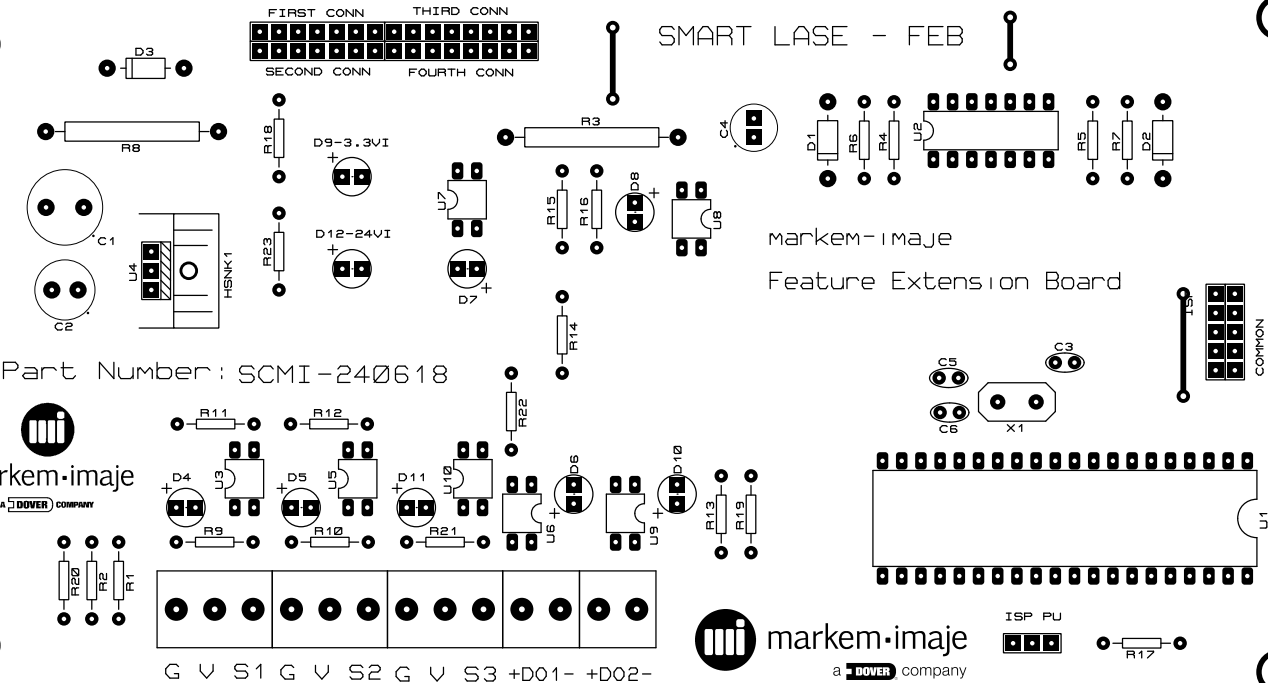 FIRST CONN THIRD CONN
SMART LASE - FEB
D3
SECOND CONN FOURTH CONN
R8
R18
D9-3.3VI
R3
C4
D1
R6
R4
U2
R5
R7
D2
C1
C2
U4
HSNK1
R23
D12-24VI
U7
D7
R15
R16
D8
U8
R14
markem-imaje
Feature Extension Board
COMMON
C3
C5
C6
X1
Part Number: SCMI-240618
R22
R11
R12
rkem·imaje
A DOVER COMPANY
D4
U3
D5
U5
D11
U10
D6
U6
D10
U9
R13
R19
R9
R10
R21
R20
R2
R1
U1
ISP PU
R17
markem·imaje
a DOVER company
G V S1 G V S2 G V S3 +DO1- +DO2-